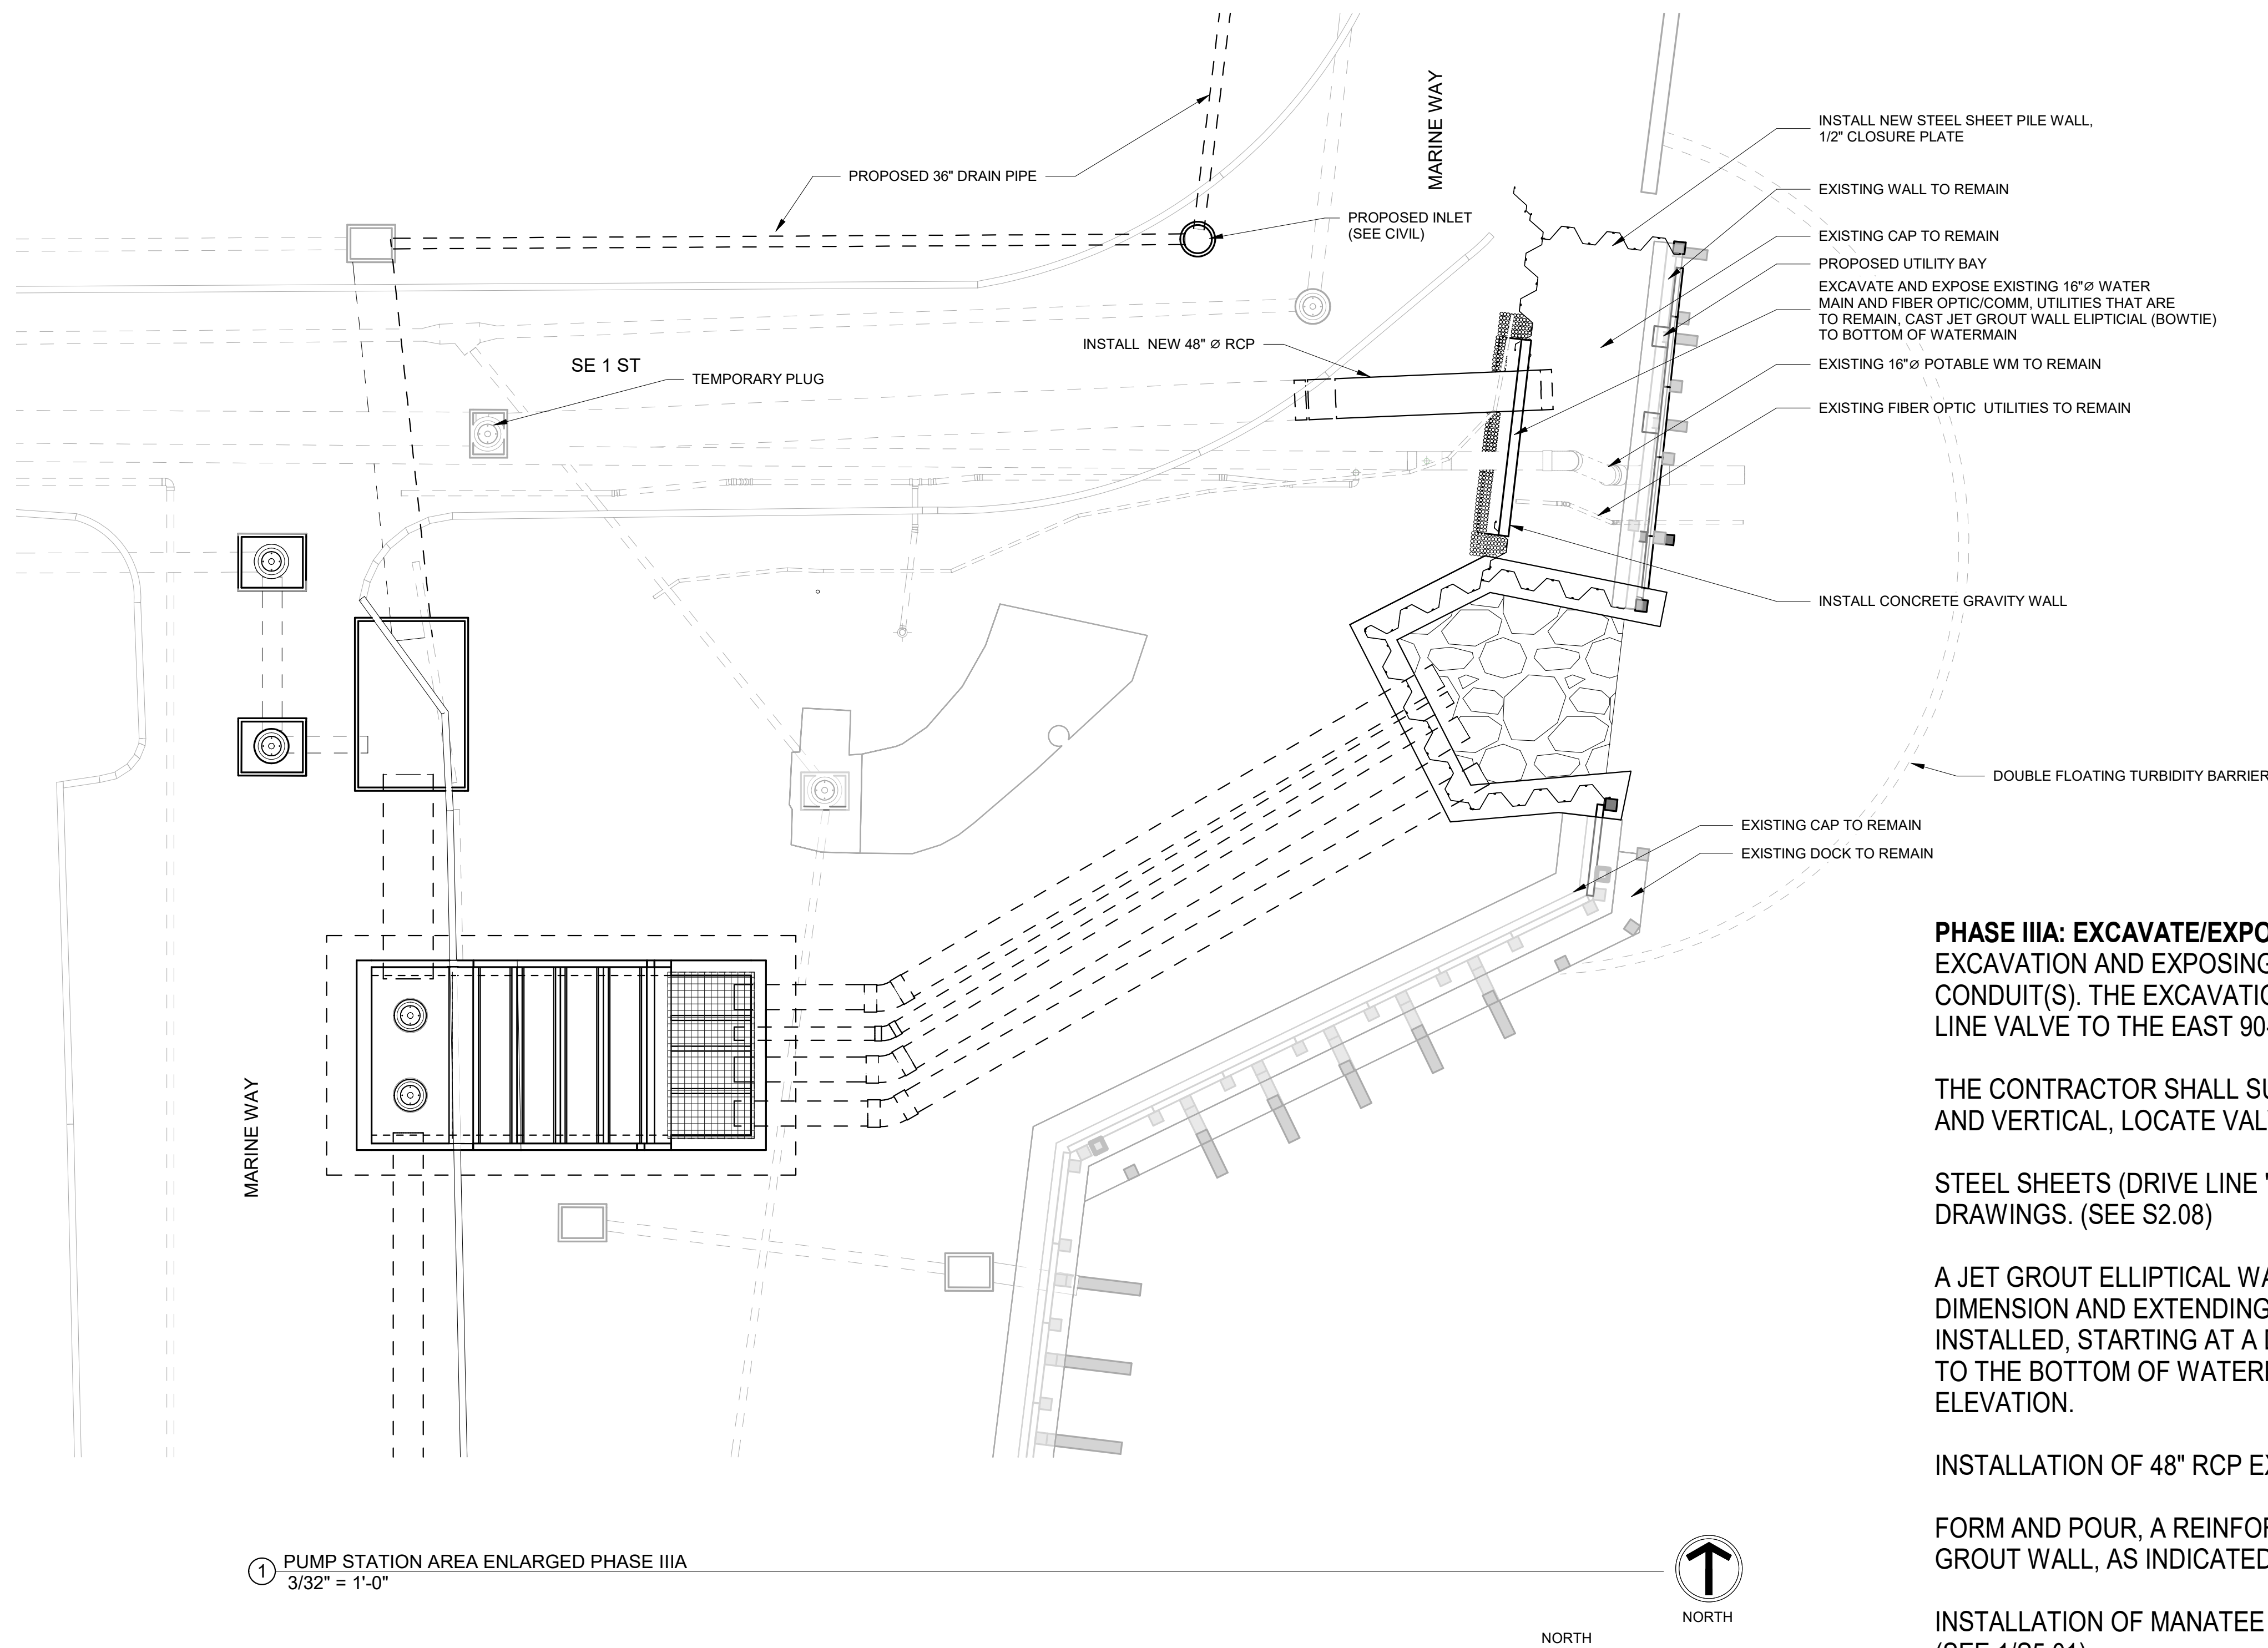 MARINE WAY
INSTALL NEW STEEL SHEET PILE WALL,
1/2" CLOSURE PLATE
PROPOSED 36" DRAIN PIPE
EXISTING WALL TO REMAIN
PROPOSED INLET
(SEE CIVIL)
EXISTING CAP TO REMAIN
PROPOSED UTILITY BAY
EXCAVATE AND EXPOSE EXISTING 16"Ø WATER
MAIN AND FIBER OPTIC/COMM, UTILITIES THAT ARE
TO REMAIN, CAST JET GROUT WALL ELIPTICIAL (BOWTIE)
TO BOTTOM OF WATERMAIN
INSTALL NEW 48" Ø RCP
SE 1 ST
TEMPORARY PLUG
EXISTING 16"Ø POTABLE WM TO REMAIN
EXISTING FIBER OPTIC UTILITIES TO REMAIN
INSTALL CONCRETE GRAVITY WALL
DOUBLE FLOATING TURBIDITY BARRIER
EXISTING CAP TO REMAIN
EXISTING DOCK TO REMAIN
MARINE WAY
PHASE IIIA: EXCAVATE/EXPO
EXCAVATION AND EXPOSING
CONDUIT(S). THE EXCAVATIO
LINE VALVE TO THE EAST 90-
THE CONTRACTOR SHALL SU
AND VERTICAL, LOCATE VAL
STEEL SHEETS (DRIVE LINE "
DRAWINGS. (SEE S2.08)
A JET GROUT ELLIPTICAL WA
DIMENSION AND EXTENDING
INSTALLED, STARTING AT A
TO THE BOTTOM OF WATER
ELEVATION.
INSTALLATION OF 48" RCP EX
FORM AND POUR, A REINFOR
GROUT WALL, AS INDICATED
INSTALLATION OF MANATEE
(SEE 1/S5.01)
1
PUMP STATION AREA ENLARGED PHASE IIIA
3/32" = 1'-0"
NORTH
NORTH